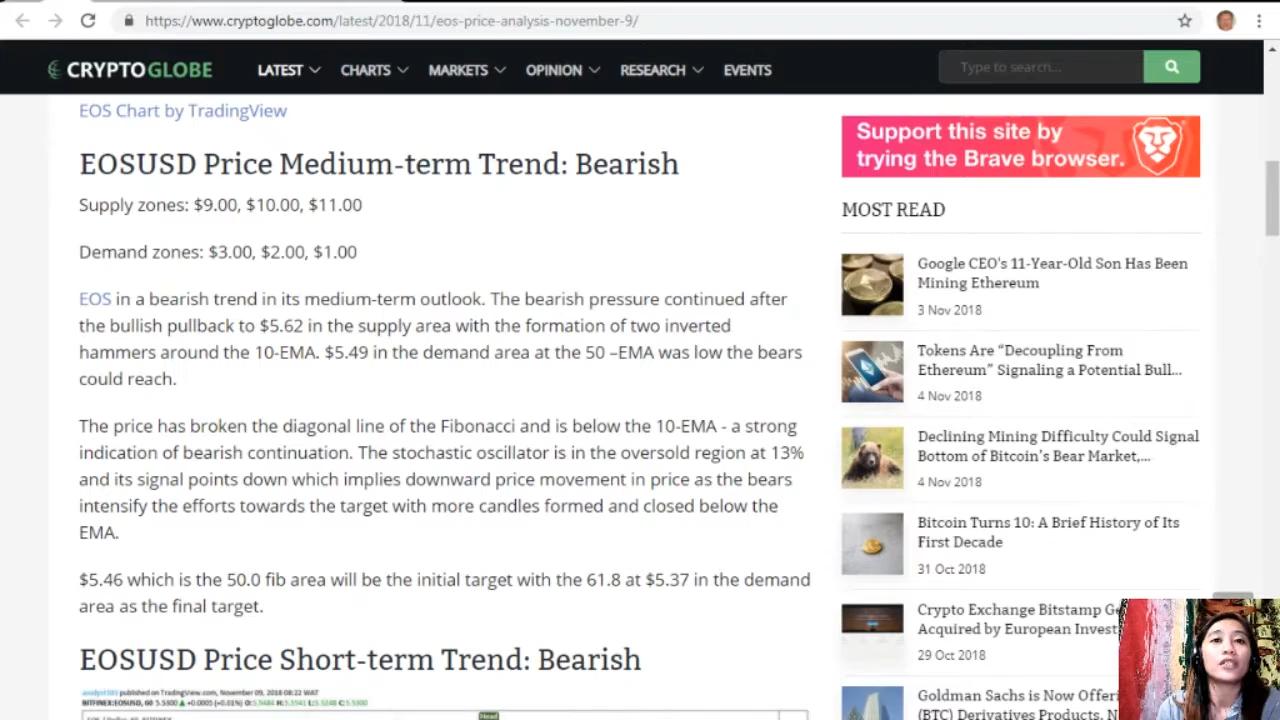 https://www.cryptoglobe.com/latest/2018/11/eos-price-analysis-november-9/
CRYPTOGLOBE
LATEST
CHARTS
MARKETS
OPINION
RESEARCH
EVENTS
Type to search...
EOS Chart by TradingView
EOSUSD Price Medium-term Trend: Bearish
Supply zones: $9.00, $10.00, $11.00
Demand zones: $3.00, $2.00, $1.00
EOS in a bearish trend in its medium-term outlook. The bearish pressure continued after
the bullish pullback to $5.62 in the supply area with the formation of two inverted
hammers around the 10-EMA. $5.49 in the demand area at the 50 –EMA was low the bears
could reach.
The price has broken the diagonal line of the Fibonacci and is below the 10-EMA - a strong
indication of bearish continuation. The stochastic oscillator is in the oversold region at 13%
and its signal points down which implies downward price movement in price as the bears
intensify the efforts towards the target with more candles formed and closed below the
EMA.
$5.46 which is the 50.0 fib area will be the initial target with the 61.8 at $5.37 in the demand
area as the final target.
EOSUSD Price Short-term Trend: Bearish
published on TradingView.com, November 09, 2018 08:22 WAT
BITFINEX:EOSUSD, 60
Head
Support this site by
trying the Brave browser.
MOST READ
Google CEO's 11-Year-Old Son Has Been
Mining Ethereum
3 Nov 2018
Tokens Are “Decoupling From
Ethereum” Signaling a Potential Bull...
4 Nov 2018
Declining Mining Difficulty Could Signal
Bottom of Bitcoin’s Bear Market,...
4 Nov 2018
Bitcoin Turns 10: A Brief History of Its
First Decade
31 Oct 2018
Crypto Exchange Bitstamp
Acquired by European
29 Oct 2018
Goldman Sachs is Now
(BTC) Derivatives Products,